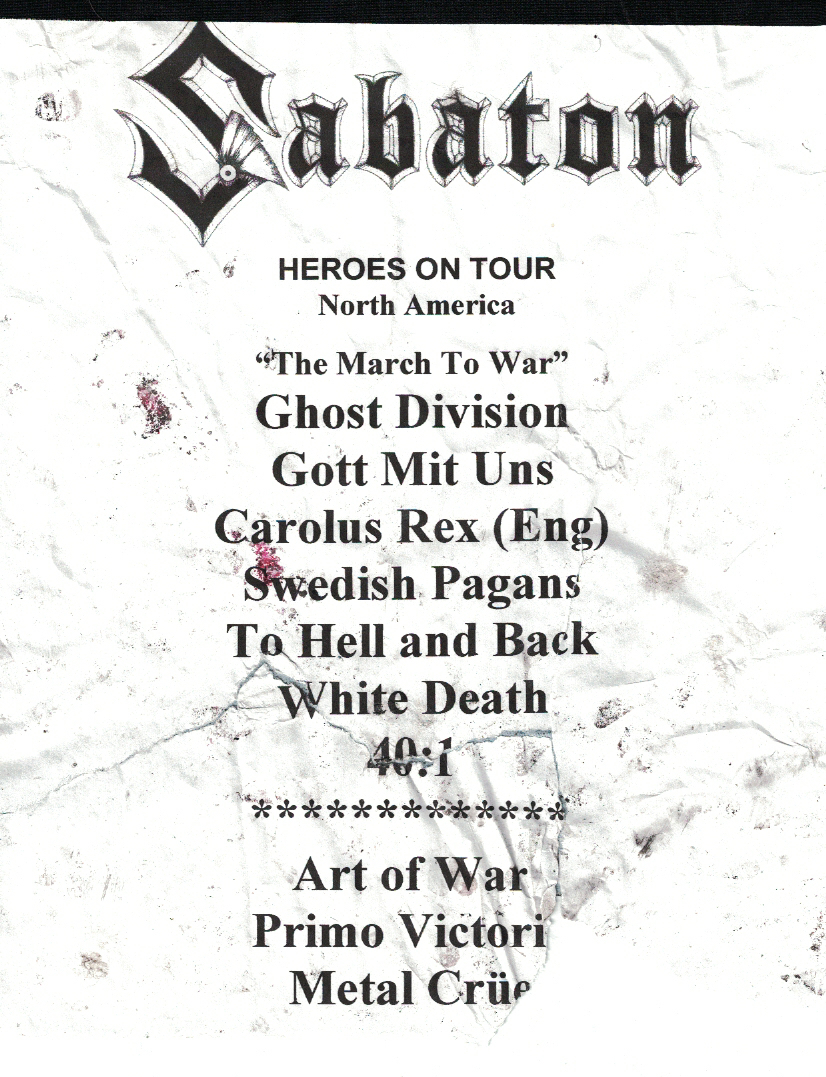 Sabaton
HEROES ON TOUR
North America
“The March To War”
Ghost Division
Gott Mit Uns
Carolus Rex (Eng)
Swedish Pagans
To Hell and Back
White Death
40:1
*************
Art of War
Primo Victori
Metal Crüe